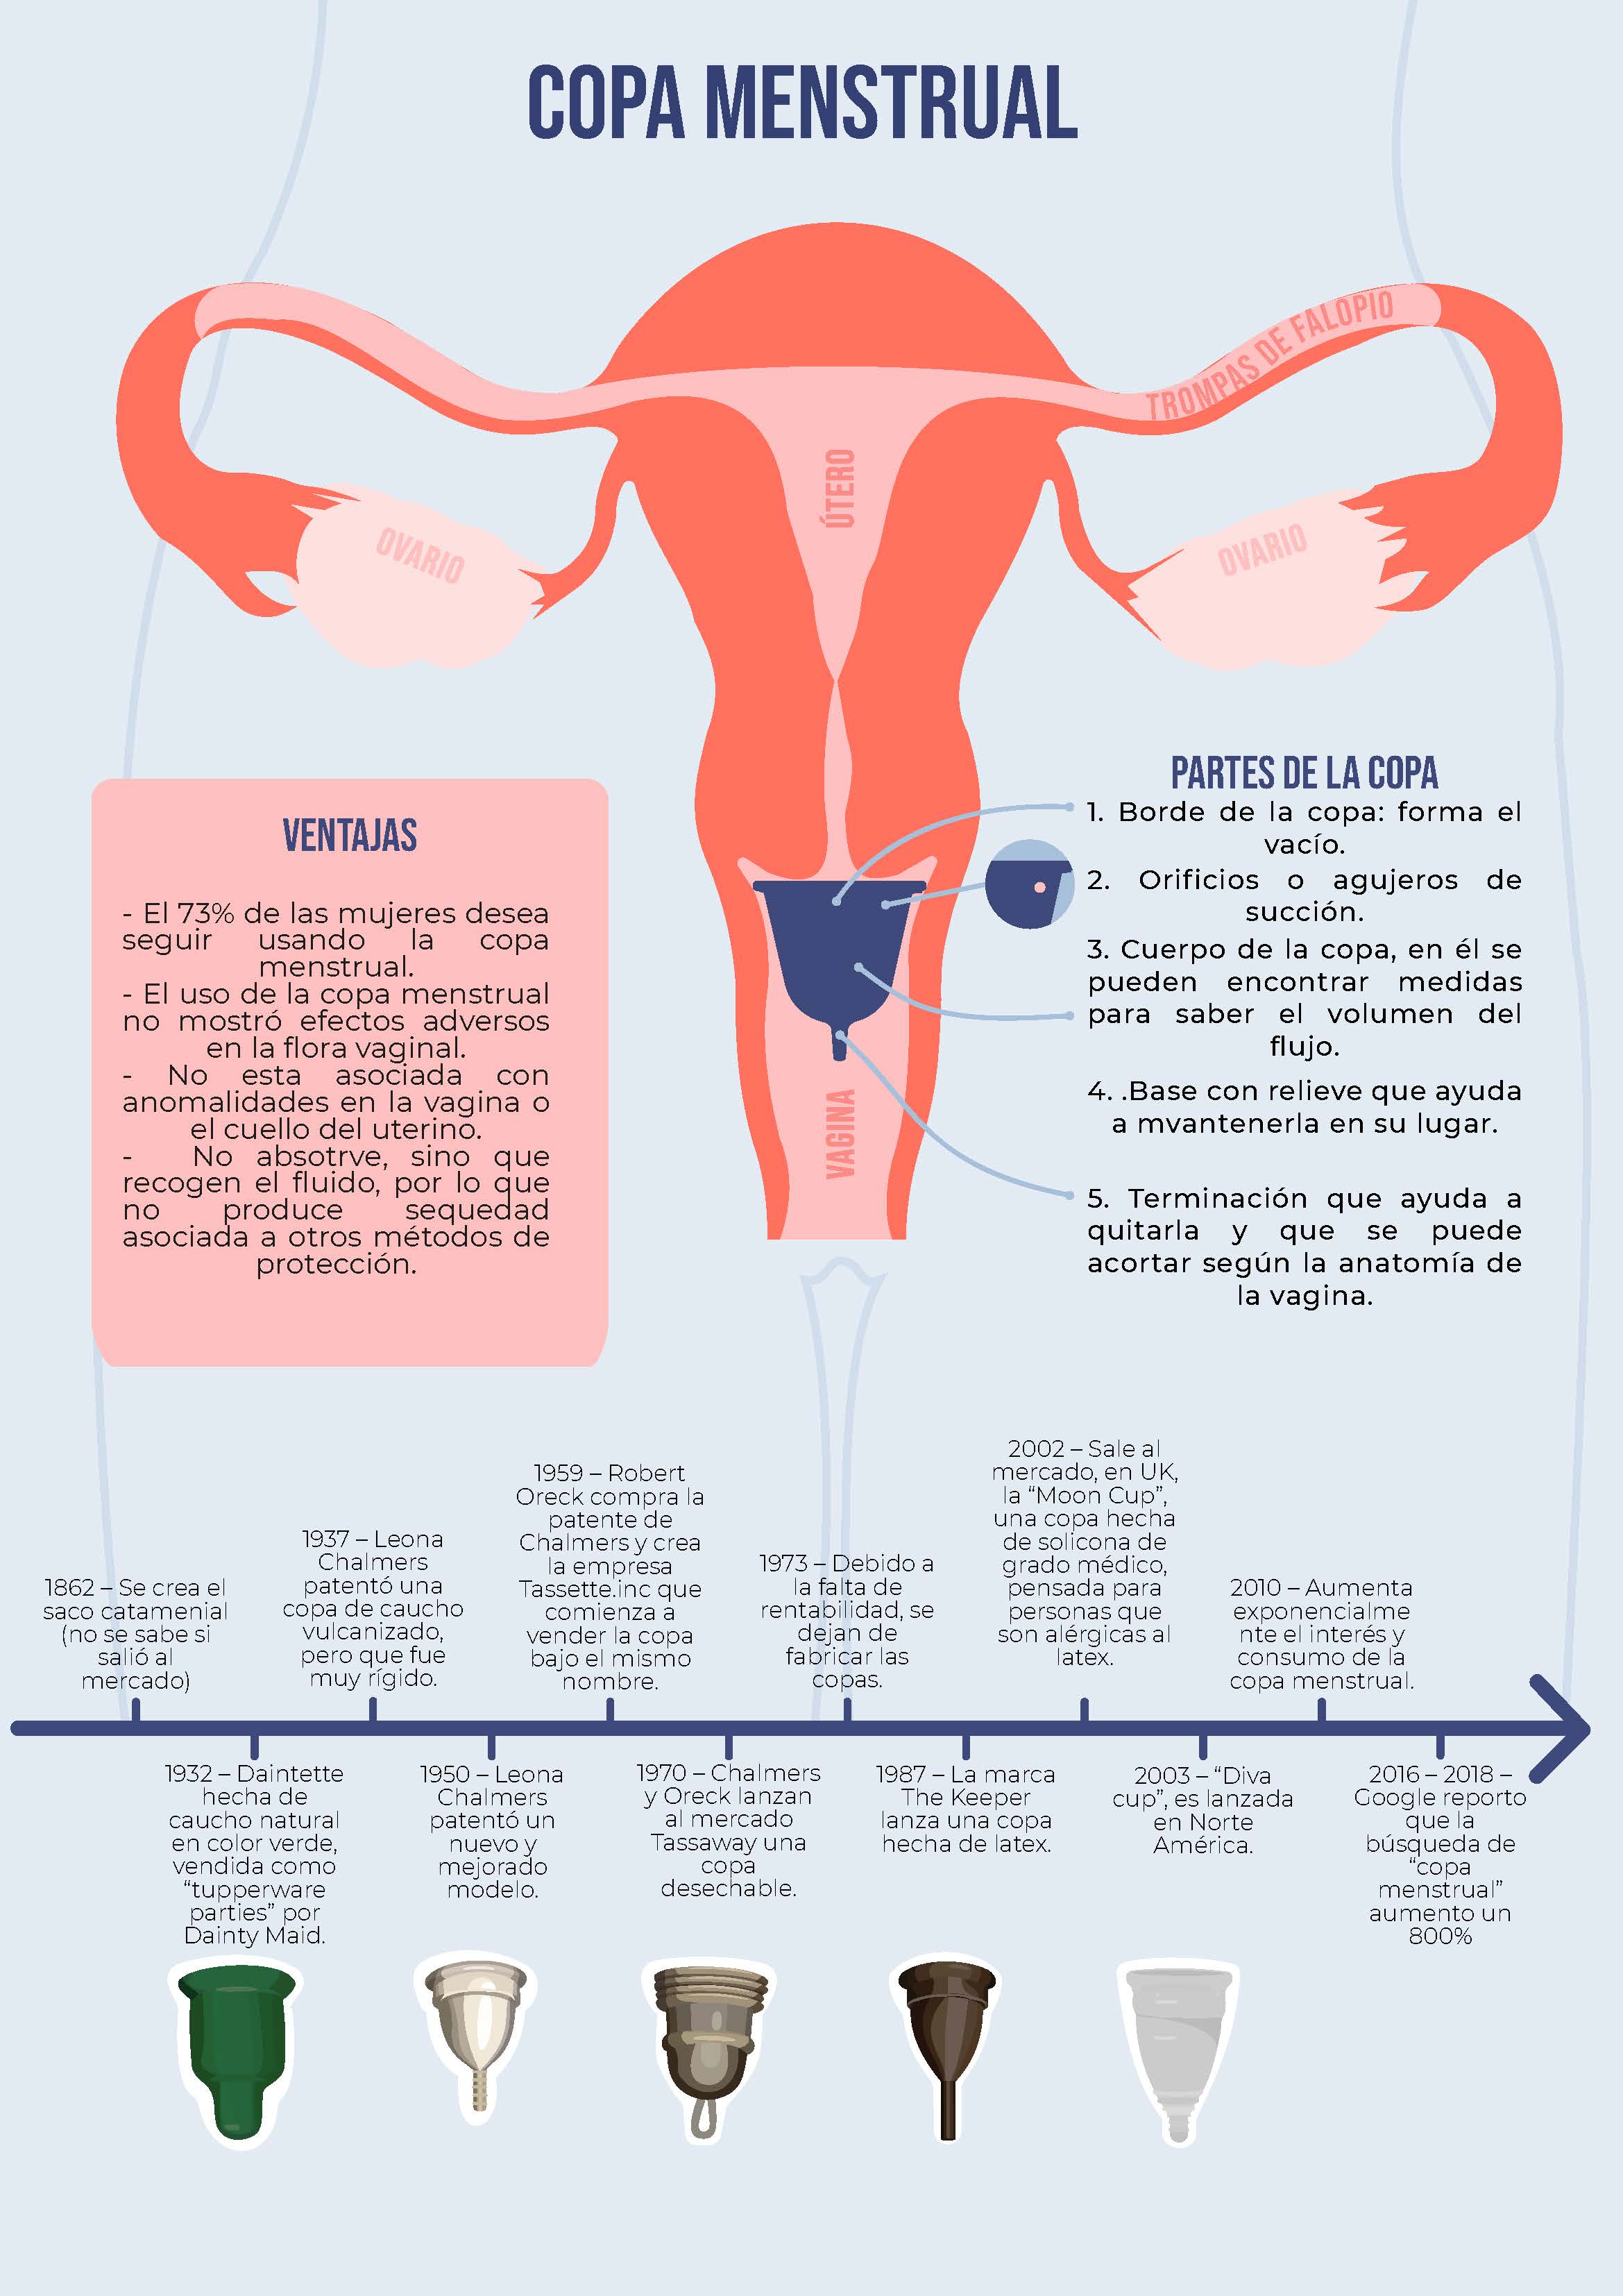 COPA MENSTRUAL
TROMPAS DE FALOPIO
ÚTERO
OVARIO
OVARIO
VAGINA
VENTAJAS
- El 73% de las mujeres desea
seguir usando la copa
menstrual.
- El uso de la copa menstrual
no mostró efectos adversos
en la flora vaginal.
- No esta asociada con
anomalidades en la vagina o
el cuello del uterino.
- No absotrve, sino que
recogen el fluido, por lo que
no produce sequedad
asociada a otros métodos de
protección.
PARTES DE LA COPA
1. Borde de la copa: forma el
vacío.
2. Orificios o agujeros de
succión.
3. Cuerpo de la copa, en él se
pueden encontrar medidas
para saber el volumen del
flujo.
4. .Base con relieve que ayuda
a mvantenerla en su lugar.
5. Terminación que ayuda a
quitarla y que se puede
acortar según la anatomía de
la vagina.
1862 – Se crea el
saco catamenial
(no se sabe si
salió al
mercado)
1937 – Leona
Chalmers
patentó una
copa de caucho
vulcanizado,
pero que fue
muy rígido.
1959 – Robert
Oreck compra la
patente de
Chalmers y crea
la empresa
Tassette.inc que
comienza a
vender la copa
bajo el mismo
nombre.
1973 – Debido a
la falta de
rentabilidad, se
dejan de
fabricar las
copas.
2002 – Sale al
mercado, en UK,
la “Moon Cup”,
una copa hecha
de solicona de
grado médico,
pensada para
personas que
son alérgicas al
latex.
2010 – Aumenta
exponencialme
nte el interés y
consumo de la
copa menstrual.
1932 – Daintette
hecha de
caucho natural
en color verde,
vendida como
“tupperware
parties” por
Dainty Maid.
1950 – Leona
Chalmers
patentó un
nuevo y
mejorado
modelo.
1970 – Chalmers
y Oreck lanzan
al mercado
Tassaway una
copa
desechable.
1987 – La marca
The Keeper
lanza una copa
hecha de latex.
2003 – “Diva
cup”, es lanzada
en Norte
América.
2016 – 2018 –
Google reporto
que la
búsqueda de
“copa
menstrual”
aumento un
800%